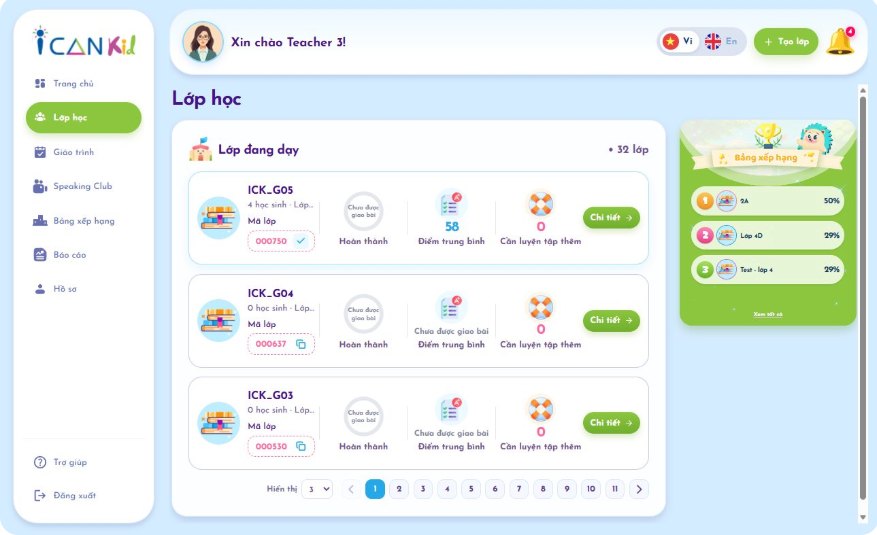 iCANKid
Xin chào Teacher 3!
Vi
En
+ Tạo lớp
4
Trang chủ
Lớp học
Giáo trình
Speaking Club
Bảng xếp hạng
Báo cáo
Hồ sơ
Trợ giúp
Đăng xuất
Lớp học
Lớp đang dạy
• 32 lớp
ICK_G05
4 học sinh · Lớp...
Mã lớp
000750
Chưa được
giao bài
Hoàn thành
58
Điểm trung bình
0
Cần luyện tập thêm
Chi tiết →
ICK_G04
0 học sinh · Lớp...
Mã lớp
000637
Chưa được
giao bài
Hoàn thành
Chưa được giao bài
Điểm trung bình
0
Cần luyện tập thêm
Chi tiết →
ICK_G03
0 học sinh · Lớp...
Mã lớp
000530
Chưa được
giao bài
Hoàn thành
Chưa được giao bài
Điểm trung bình
0
Cần luyện tập thêm
Chi tiết →
Hiển thị 3 < 1 2 3 4 5 6 7 8 9 10 11 >
Bảng xếp hạng
1 2A 50%
2 Lớp 4D 29%
3 Test - lớp 4 29%
Xem tất cả